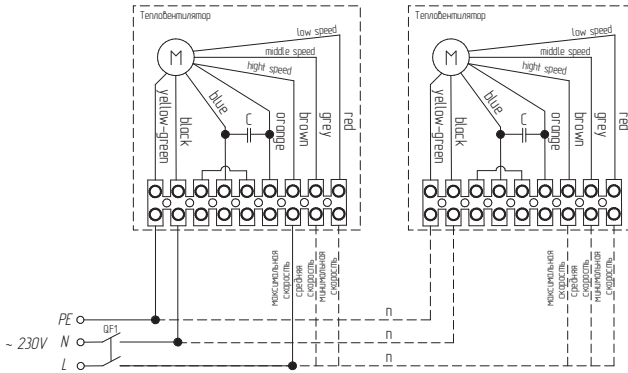 Тепловентилятор
M
low speed
middle speed
hight speed
yellow-green
black
blue
C
orange
brown
grey
red
максимальная
скорость
средняя
скорость
минимальная
скорость
Тепловентилятор
M
low speed
middle speed
hight speed
yellow-green
black
blue
C
orange
brown
grey
red
максимальная
скорость
средняя
скорость
минимальная
скорость
PE
n
~ 230V
N
QF1
n
L
n